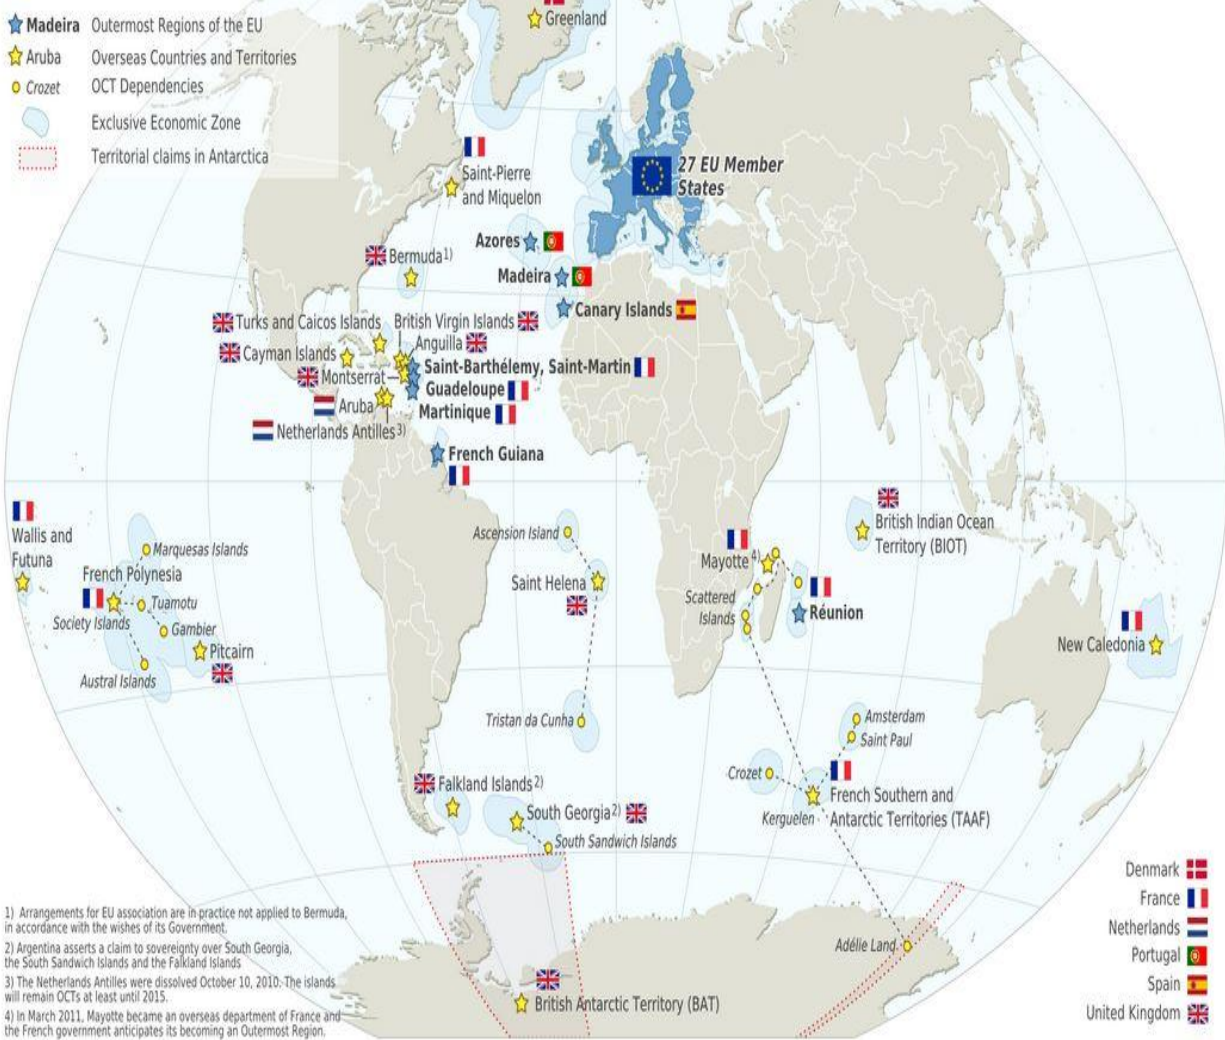 Madeira Outermost Regions of the EU
Aruba Overseas Countries and Territories
Crozet OCT Dependencies
Exclusive Economic Zone
Territorial claims in Antarctica
Greenland
27 EU Member
States
Saint-Pierre
and Miquelon
Azores
Bermuda1)
Madeira
Canary Islands
Turks and Caicos Islands
British Virgin Islands
Anguilla
Cayman Islands
Saint-Barthélemy, Saint-Martin
Montserrat
Guadeloupe
Aruba
Martinique
Netherlands Antilles3)
French Guiana
Wallis and
Futuna
Marquesas Islands
French Polynesia
Tuamotu
Society Islands
Gambier
Pitcairn
Austral Islands
Ascension Island
Saint Helena
Tristan da Cunha
British Indian Ocean
Territory (BIOT)
Mayotte4)
Scattered
Islands
Réunion
New Caledonia
Amsterdam
Saint Paul
Crozet
French Southern and
Antarctic Territories (TAAF)
Kerguelen
Falkland Islands2)
South Georgia2)
South Sandwich Islands
Adélie Land
British Antarctic Territory (BAT)
1) Arrangements for EU association are in practice not applied to Bermuda,
in accordance with the wishes of its Government.
2) Argentina asserts a claim to sovereignty over South Georgia,
the South Sandwich Islands and the Falkland Islands
3) The Netherlands Antilles were dissolved October 10, 2010. The islands
will remain OCTs at least until 2015.
4) In March 2011, Mayotte became an overseas department of France and
the French government anticipates its becoming an Outermost Region.
Denmark
France
Netherlands
Portugal
Spain
United Kingdom